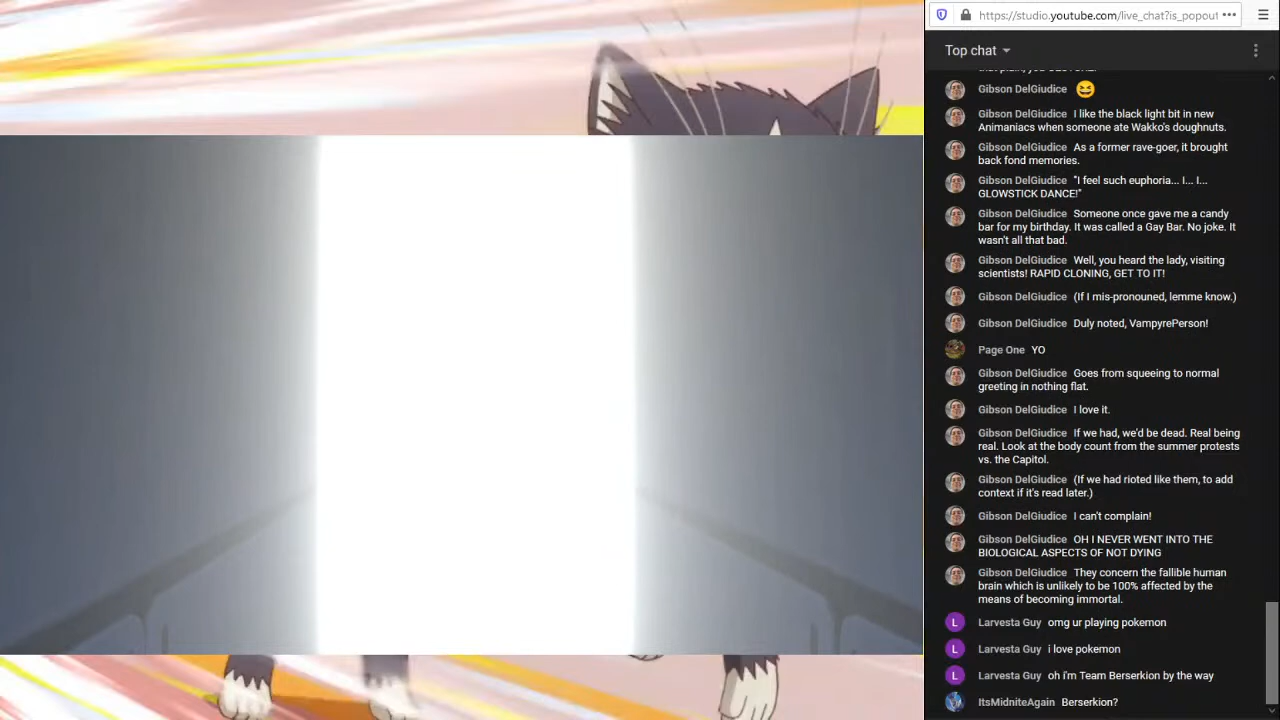 https://studio.youtube.com/live_chat?is_popout
Top chat
Gibson DelGiudice 😆
Gibson DelGiudice I like the black light bit in new
Animaniacs when someone ate Wakko's doughnuts.
Gibson DelGiudice As a former rave-goer, it brought
back fond memories.
Gibson DelGiudice "I feel such euphoria... I... I...
GLOWSTICK DANCE!"
Gibson DelGiudice Someone once gave me a candy
bar for my birthday. It was called a Gay Bar. No joke. It
wasn't all that bad.
Gibson DelGiudice Well, you heard the lady, visiting
scientists! RAPID CLONING, GET TO IT!
Gibson DelGiudice (If I mis-pronounced, lemme know.)
Gibson DelGiudice Duly noted, VampyrePerson!
Page One YO
Gibson DelGiudice Goes from squeeing to normal
greeting in nothing flat.
Gibson DelGiudice I love it.
Gibson DelGiudice If we had, we'd be dead. Real being
real. Look at the body count from the summer protests
vs. the Capitol.
Gibson DelGiudice (If we had rioted like them, to add
context if it's read later.)
Gibson DelGiudice I can't complain!
Gibson DelGiudice OH I NEVER WENT INTO THE
BIOLOGICAL ASPECTS OF NOT DYING
Gibson DelGiudice They concern the fallible human
brain which is unlikely to be 100% affected by the
means of becoming immortal.
L Larvesta Guy omg ur playing pokemon
L Larvesta Guy i love pokemon
L Larvesta Guy oh i'm Team Berserkion by the way
ItsMidniteAgain Berserkion?